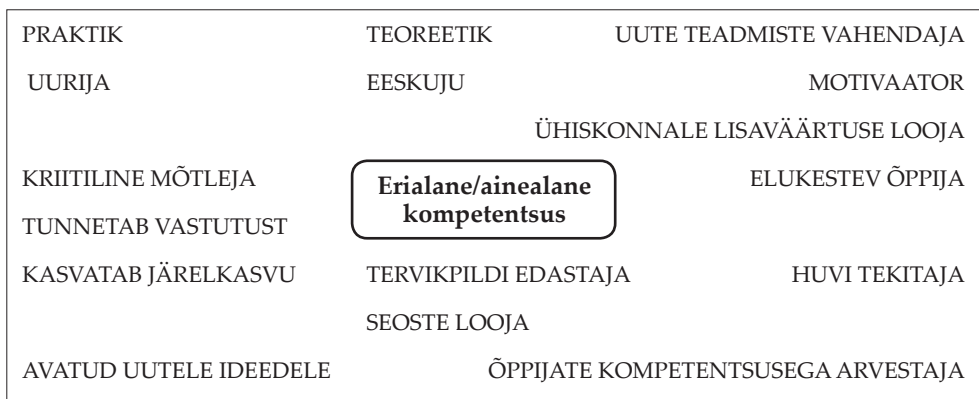 PRAKTIK TEOREETIK UUTE TEADMISTE VAHENDAJA
UURIJA EESKUJU MOTIVAATOR
ÜHISKONNALE LISAVÄÄRTUSE LOOJA
KRIITILINE MÕTLEJA ELUKESTEV ÕPPIJA
Erialane/ainealane
kompetentsus
TUNNETAB VASTUTUST
KASVATAB JÄRELKASVU TERVIKPILDI EDASTAJA HUVI TEKITAJA
SEOSTE LOOJA
AVATUD UUTELE IDEEDELE ÕPPIJATE KOMPETENTSUSEGA ARVESTAJA